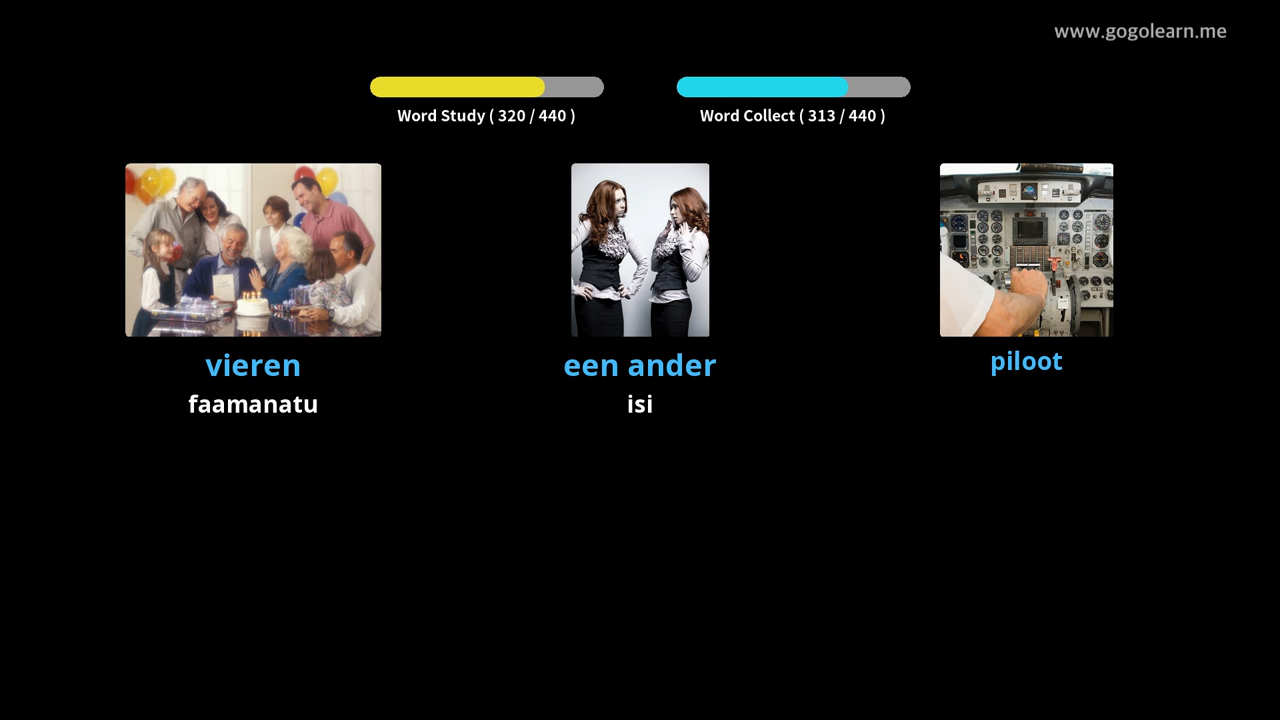 www.gogolearn.me
Word Study ( 320 / 440 )
Word Collect ( 313 / 440 )
vieren
faamanatu
een ander
isi
piloot